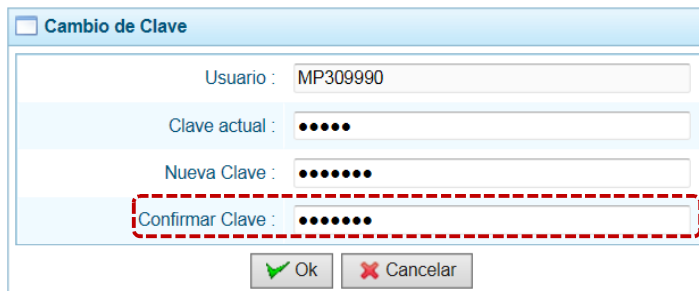 Cambio de Clave
Usuario : MP309990
Clave actual : •••••
Nueva Clave : •••••••
Confirmar Clave : •••••••
Ok Cancelar